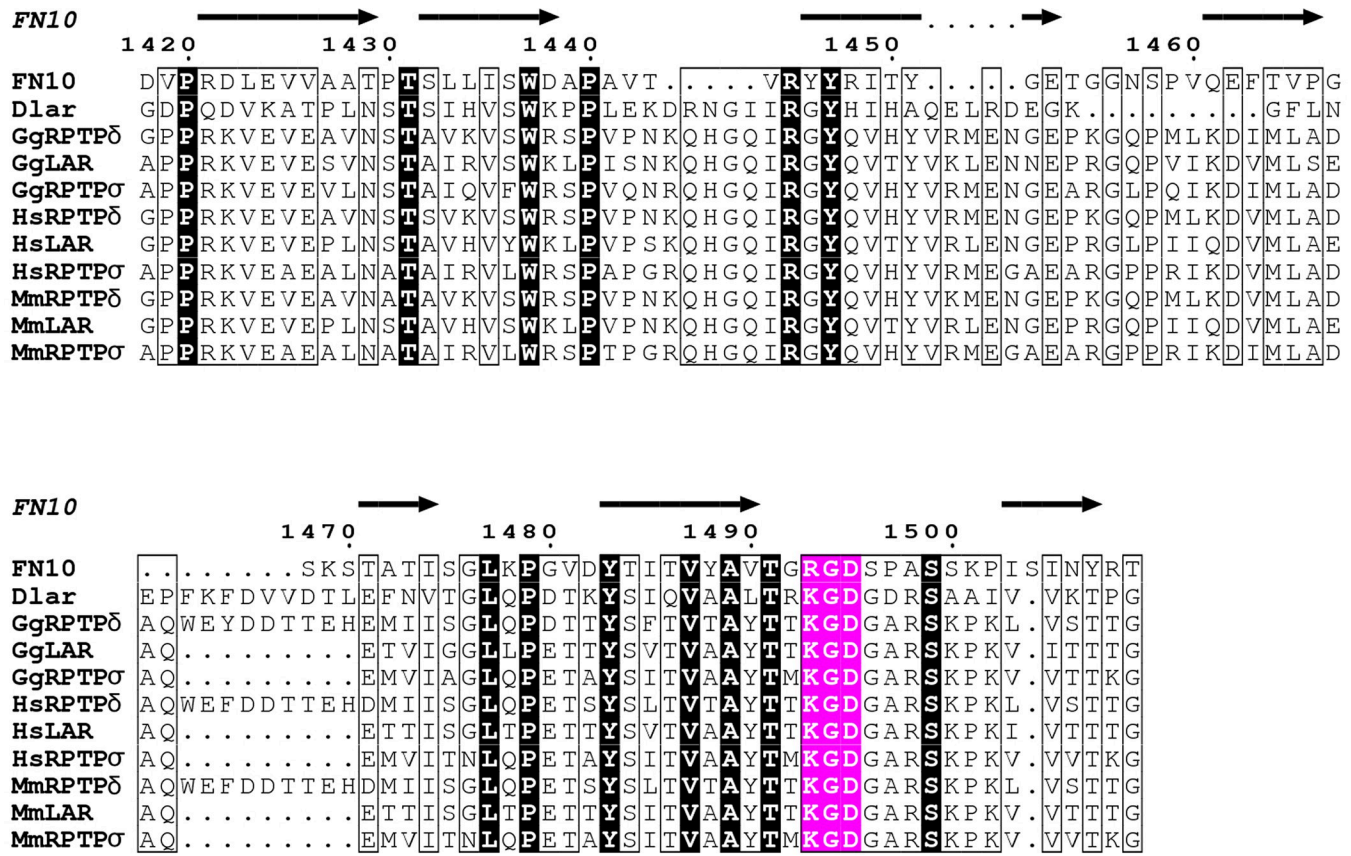 FN10
1420 1430 1440 1450 1460
FN10 DVPRDLEVVAATPTSLLISWDAPAVT.....VRYYRITY.....GETGGNSPVQEFTVPG
Dlar GDPQDVKATPLNSTSIHVSWKPPLEKDRNGIIRGYHIHAQELRDEGK.........GFLN
GgRPTPδ GPPRKVEVEAVNSTAVKVSWRSPVPNKQHGQIRGYQVHYVRMENGEPKGQPMLKDIMLAD
GgLAR APPRKVEVESVNSTAIRVSWKLPISNKQHGQIRGYQVTYVKLENNEPRGQPVIKDVMLSE
GgRPTPσ APPRKVEVEVLNSTAIQVFWRSPVQNRQHGQIRGYQVHYVRMENGEARGLPQIKDIMLAD
HsRPTPδ GPPRKVEVEAVNSTSVKVSWRSPVPNKQHGQIRGYQVHYVRMENGEPKGQPMLKDVMLAD
HsLAR GPPRKVEVEPLNSTAVHVYWKLPVPSKQHGQIRGYQVTYVRLENGEPRGLPIIQDVMLAE
HsRPTPσ APPRKVEAEALNATAIRVLWRSPAPGRQHGQIRGYQVHYVRMEGAEARGPPRIKDVMLAD
MmRPTPδ GPPRKVEVEAVNATAVKVSWRSPVPNKQHGQIRGYQVHYVKMENGEPKGQPMLKDVMLAD
MmLAR GPPRKVEVEPLNSTAVHVSWKLPVPNKQHGQIRGYQVTYVRLENGEPRGQPIIQDVMLAE
MmRPTPσ APPRKVEAEALNATAIRVLWRSPTPGRQHGQIRGYQVHYVRMEGAEARGPPRIKDIMLAD
FN10
1470 1480 1490 1500
FN10 ........SKSTATISGLKPGVDYTITVYAVTGRGDSPASSKPISINYRT
Dlar EPFKFDVVDTLEFNVTGLQPDTKYSIQVAALTRKGDGDRSAAIV.VKTPG
GgRPTPδ AQWEYDDTTEHEMIISGLQPDTTYSFTVTAYTTKGDGARSKPKL.VSTTG
GgLAR AQ.........ETVIGGLLPETTYSVTVAAYTTKGDGARSKPKV.ITTTG
GgRPTPσ AQ.........EMVIAGLQPETAYSITVAAYTMKGDGARSKPKV.VTTKG
HsRPTPδ AQWEFDDTTEHDMIISGLQPETSYSLTVTAYTTKGDGARSKPKL.VSTTG
HsLAR AQ.........ETTISGLTPETTYSVTVAAYTTKGDGARSKPKI.VTTTG
HsRPTPσ AQ.........EMVITNLQPETAYSITVAAYTMKGDGARSKPKV.VVTKG
MmRPTPδ AQWEFDDTTEHDMIISGLQPETSYSLTVTAYTTKGDGARSKPKL.VSTTG
MmLAR AQ.........ETTISGLTPETTYSITVAAYTTKGDGARSKPKV.VTTTG
MmRPTPσ AQ.........EMVITNLQPETAYSITVAAYTMKGDGARSKPKV.VVTKG